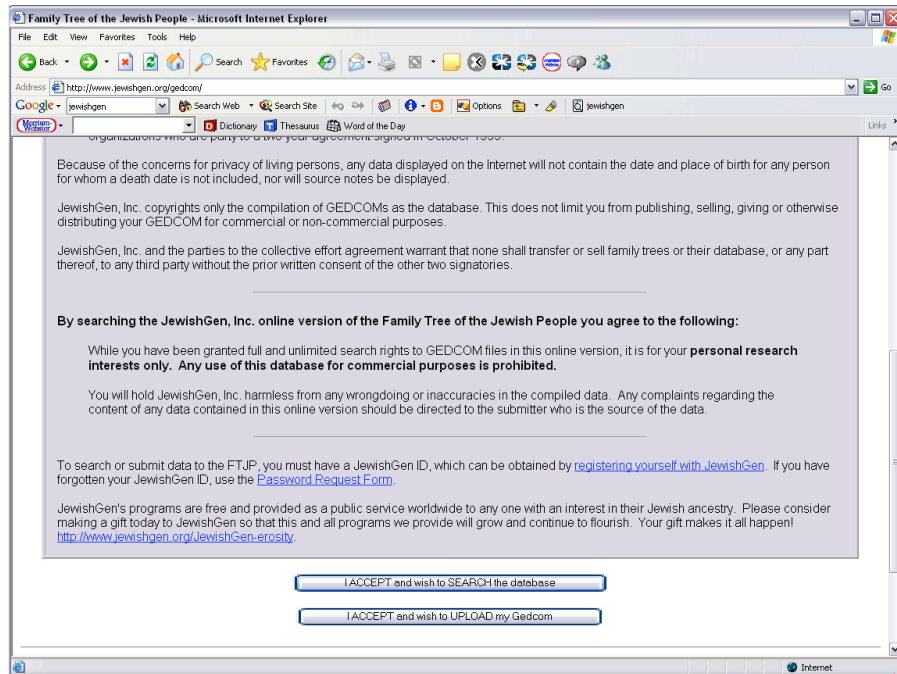 Family Tree of the Jewish People - Microsoft Internet Explorer
File Edit View Favorites Tools Help
Back Search Favorites
Address http://www.jewishgen.org/gedcom/ Go
Google jewishgen Search Web Search Site Options jewishgen
Merriam-Webster Dictionary Thesaurus Word of the Day Links
organizations who are party to a two year agreement signed in October
Because of the concerns for privacy of living persons, any data displayed on the Internet will not contain the date and place of birth for any person
for whom a death date is not included, nor will source notes be displayed.
JewishGen, Inc. copyrights only the compilation of GEDCOMs as the database. This does not limit you from publishing, selling, giving or otherwise
distributing your GEDCOM for commercial or non-commercial purposes.
JewishGen, Inc. and the parties to the collective effort agreement warrant that none shall transfer or sell family trees or their database, or any part
thereof, to any third party without the prior written consent of the other two signatories.
By searching the JewishGen, Inc. online version of the Family Tree of the Jewish People you agree to the following:
While you have been granted full and unlimited search rights to GEDCOM files in this online version, it is for your personal research
interests only. Any use of this database for commercial purposes is prohibited.
You will hold JewishGen, Inc. harmless from any wrongdoing or inaccuracies in the compiled data. Any complaints regarding the
content of any data contained in this online version should be directed to the submitter who is the source of the data.
To search or submit data to the FTJP, you must have a JewishGen ID, which can be obtained by registering yourself with JewishGen. If you have
forgotten your JewishGen ID, use the Password Request Form.
JewishGen's programs are free and provided as a public service worldwide to any one with an interest in their Jewish ancestry. Please consider
making a gift today to JewishGen so that this and all programs we provide will grow and continue to flourish. Your gift makes it all happen!
http://www.jewishgen.org/JewishGen-erosity.
I ACCEPT and wish to SEARCH the database
I ACCEPT and wish to UPLOAD my Gedcom
Internet